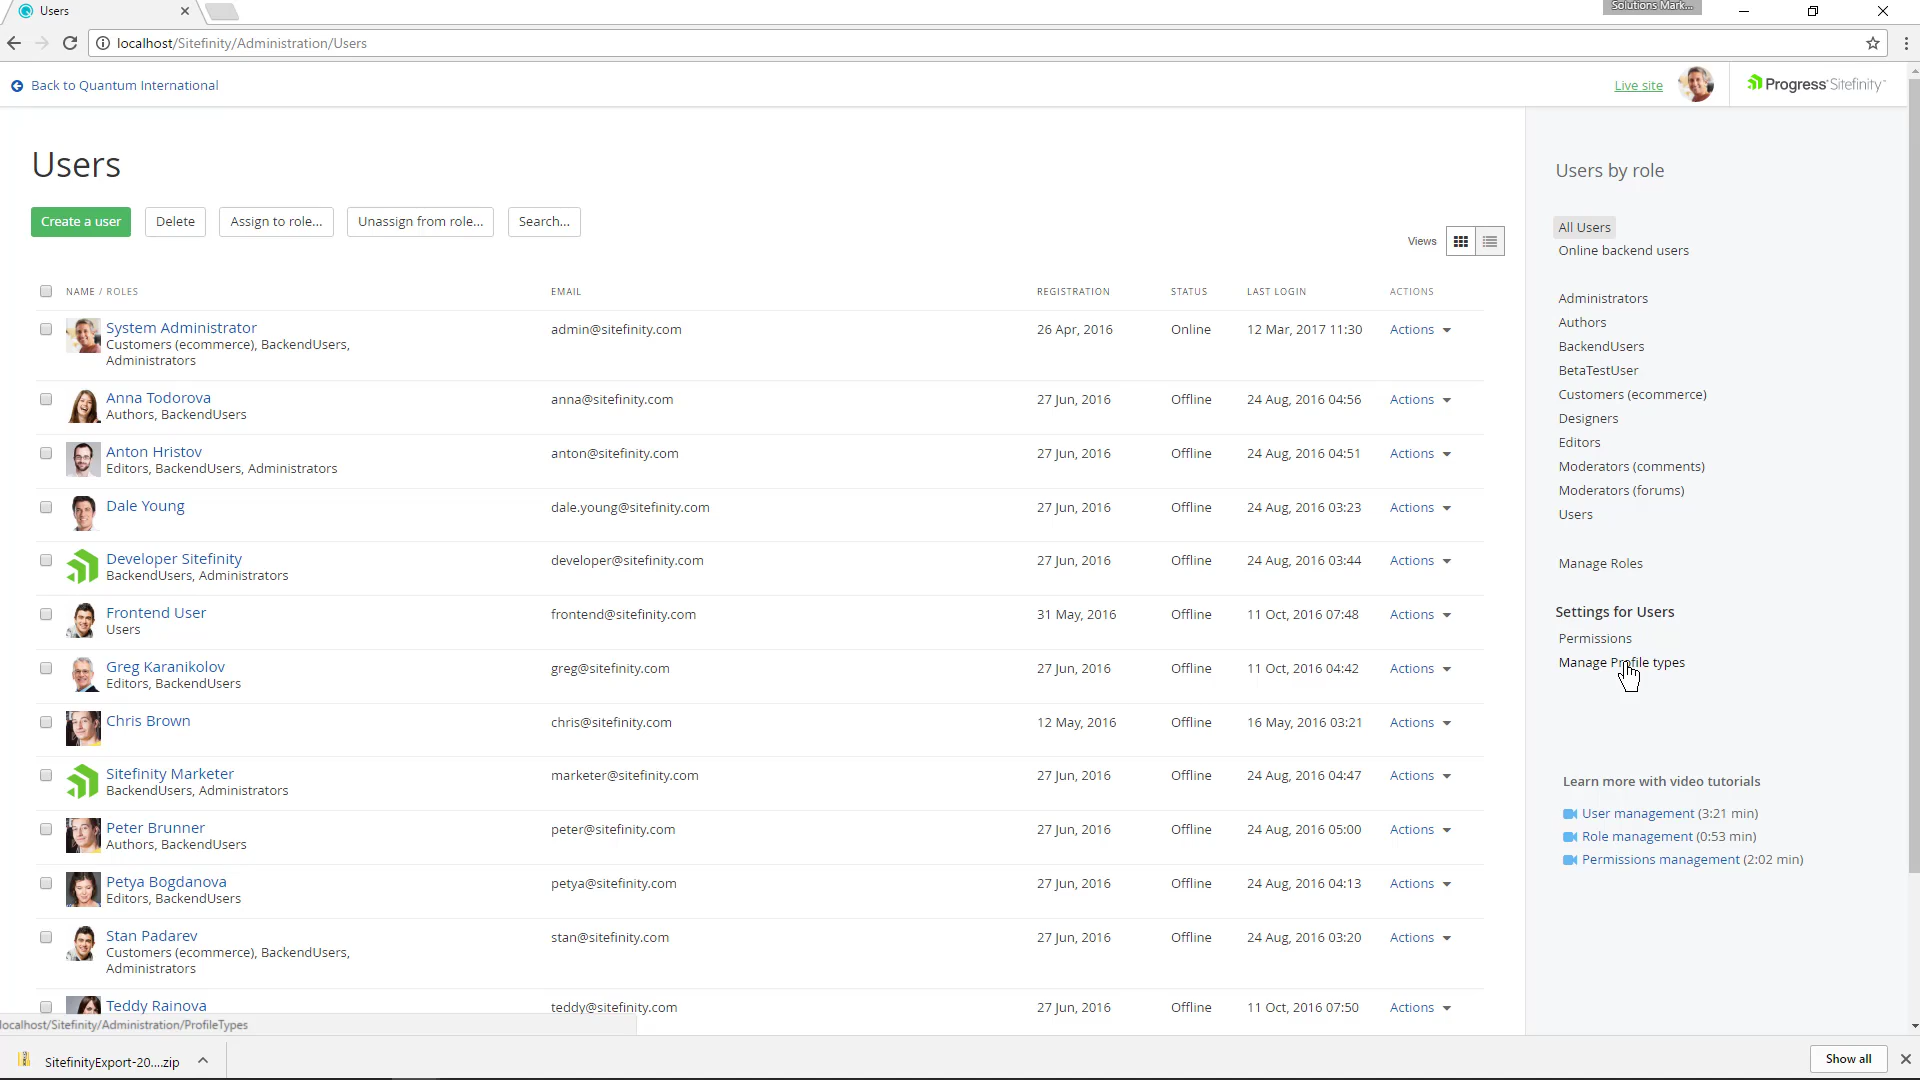 Users
Solutions Mark...
localhost/Sitefinity/Administration/Users
Back to Quantum International
Live site
Progress Sitefinity
Users
Create a user
Delete
Assign to role...
Unassign from role...
Search...
Views
NAME / ROLES EMAIL REGISTRATION STATUS LAST LOGIN ACTIONS
System Administrator admin@sitefinity.com 26 Apr, 2016 Online 12 Mar, 2017 11:30 Actions
Customers (ecommerce), BackendUsers,
Administrators
Anna Todorova anna@sitefinity.com 27 Jun, 2016 Offline 24 Aug, 2016 04:56 Actions
Authors, BackendUsers
Anton Hristov anton@sitefinity.com 27 Jun, 2016 Offline 24 Aug, 2016 04:51 Actions
Editors, BackendUsers, Administrators
Dale Young dale.young@sitefinity.com 27 Jun, 2016 Offline 24 Aug, 2016 03:23 Actions
Developer Sitefinity developer@sitefinity.com 27 Jun, 2016 Offline 24 Aug, 2016 03:44 Actions
BackendUsers, Administrators
Frontend User frontend@sitefinity.com 31 May, 2016 Offline 11 Oct, 2016 07:48 Actions
Users
Greg Karanikolov greg@sitefinity.com 27 Jun, 2016 Offline 11 Oct, 2016 04:42 Actions
Editors, BackendUsers
Chris Brown chris@sitefinity.com 12 May, 2016 Offline 16 May, 2016 03:21 Actions
Sitefinity Marketer marketer@sitefinity.com 27 Jun, 2016 Offline 24 Aug, 2016 04:47 Actions
BackendUsers, Administrators
Peter Brunner peter@sitefinity.com 27 Jun, 2016 Offline 24 Aug, 2016 05:00 Actions
Authors, BackendUsers
Petya Bogdanova petya@sitefinity.com 27 Jun, 2016 Offline 24 Aug, 2016 04:13 Actions
Editors, BackendUsers
Stan Padarev stan@sitefinity.com 27 Jun, 2016 Offline 24 Aug, 2016 03:20 Actions
Customers (ecommerce), BackendUsers,
Administrators
Teddy Rainova teddy@sitefinity.com 27 Jun, 2016 Offline 11 Oct, 2016 07:50 Actions
Users by role
All Users
Online backend users
Administrators
Authors
BackendUsers
BetaTestUser
Customers (ecommerce)
Designers
Editors
Moderators (comments)
Moderators (forums)
Users
Manage Roles
Settings for Users
Permissions
Manage Profile types
Learn more with video tutorials
User management (3:21 min)
Role management (0:53 min)
Permissions management (2:02 min)
localhost/Sitefinity/Administration/ProfileTypes
SitefinityExport-20....zip
Show all